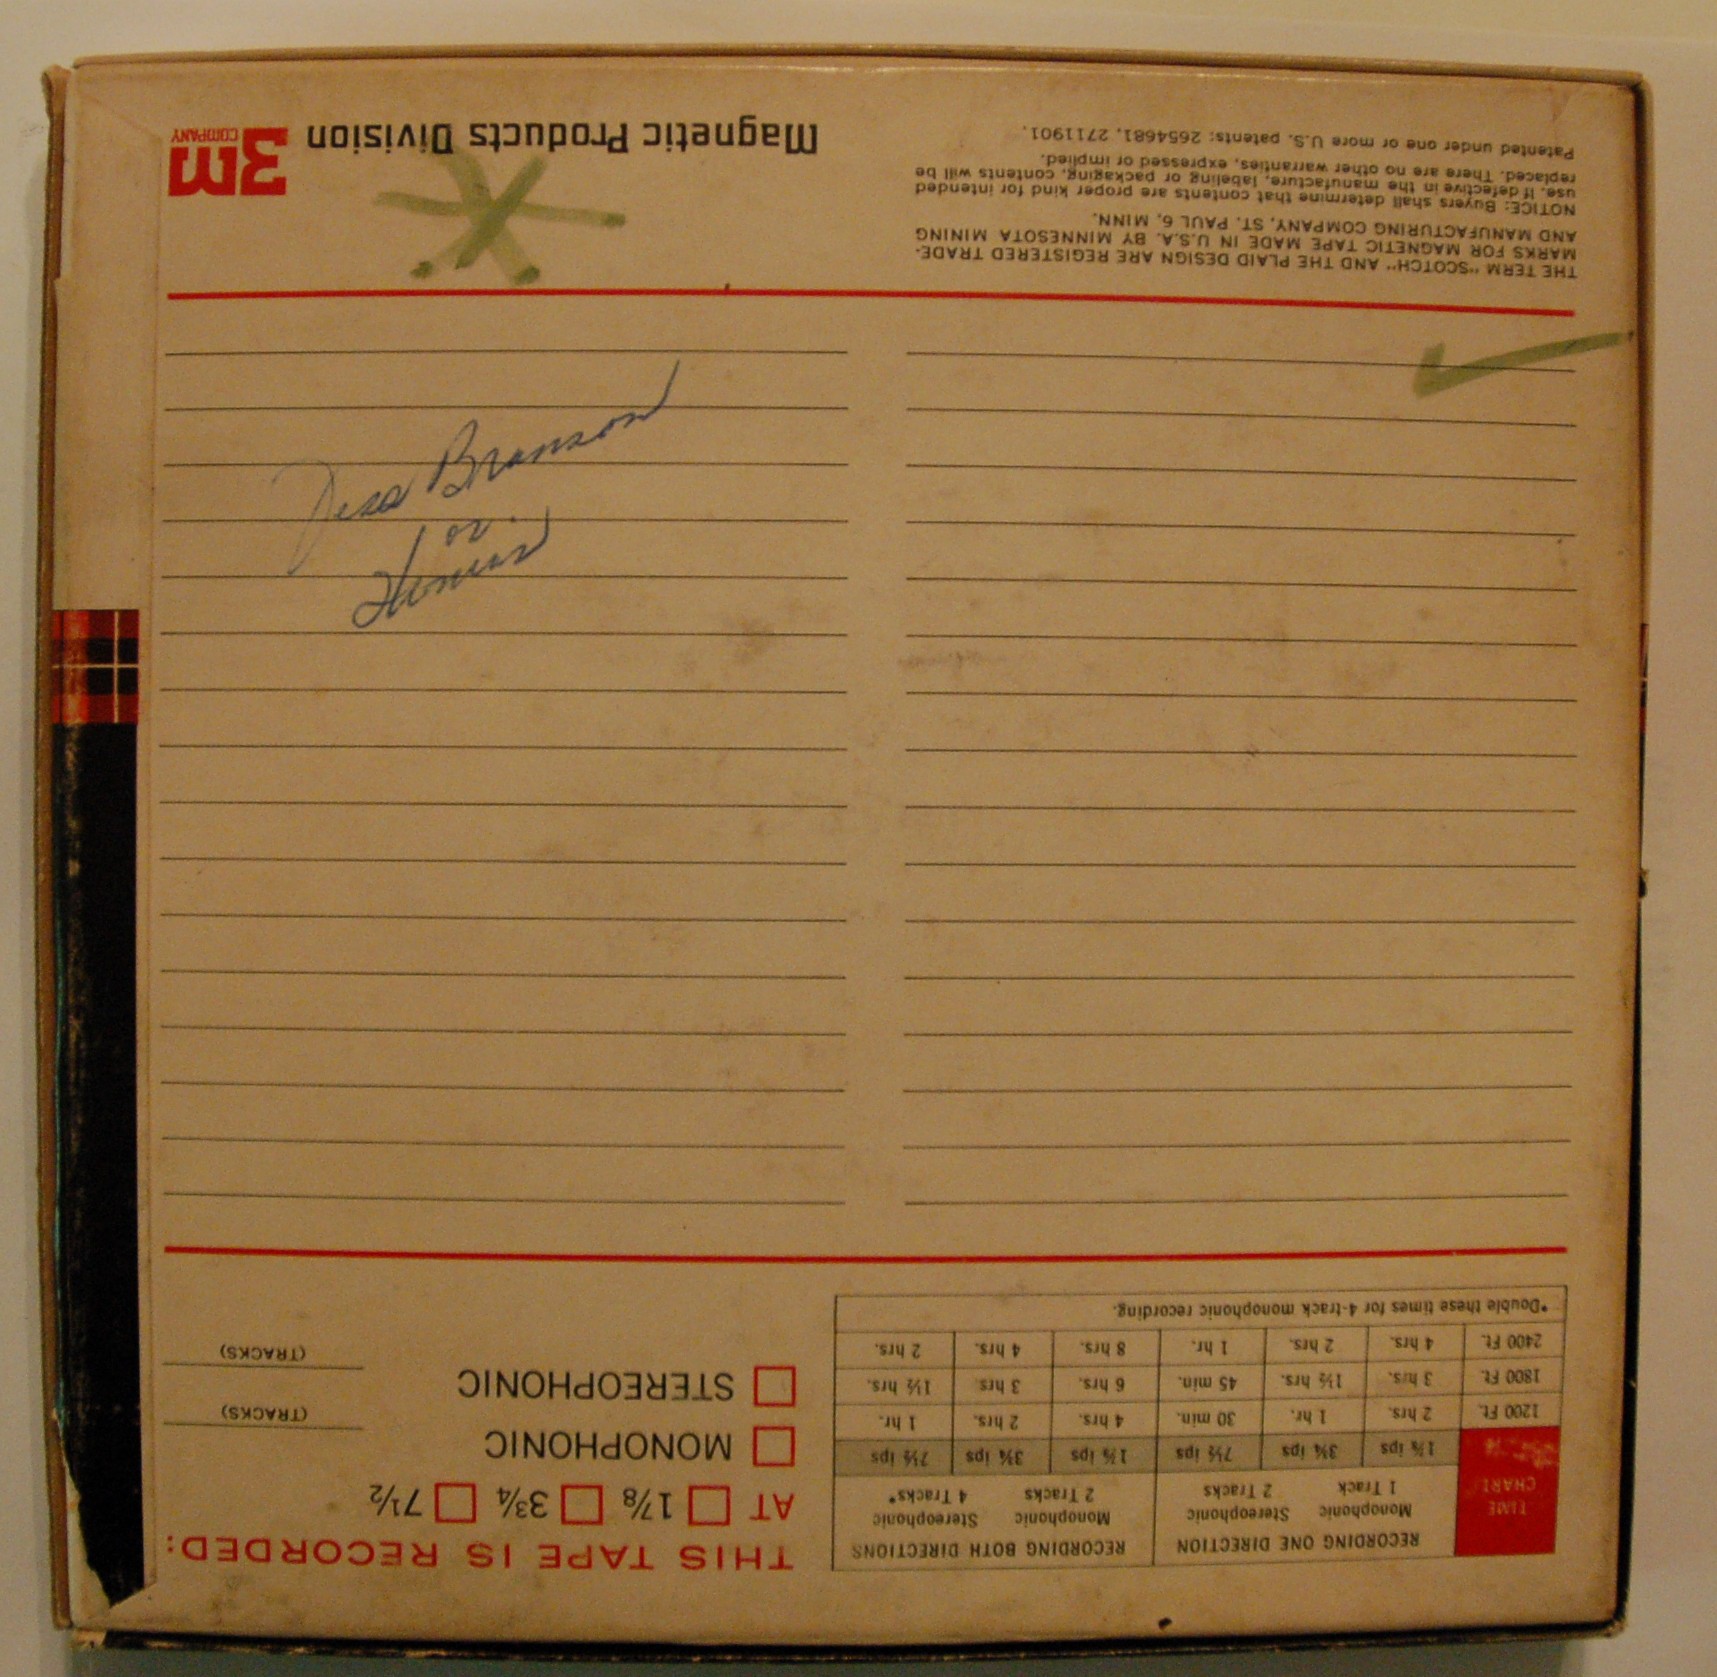 TIME CHART
RECORDING ONE DIRECTION RECORDING BOTH DIRECTIONS
Monophonic Stereophonic Monophonic Stereophonic
1 Track 2 Tracks 2 Tracks 4 Tracks*
1⅞ ips 3¾ ips 7½ ips 1⅞ ips 3¾ ips 7½ ips
1200 Ft. 2 hrs. 1 hr. 30 min. 4 hrs. 2 hrs. 1 hr.
1800 Ft. 3 hrs. 1½ hrs. 45 min. 6 hrs. 3 hrs 1½ hrs.
2400 Ft. 4 hrs 2 hrs. 1 hr. 8 hrs. 4 hrs. 2 hrs.
*Double these times for 4-track monophonic recording.
THIS TAPE IS RECORDED:
AT 1⅞ 3¾ 7½
MONOPHONIC (TRACKS)
STEREOPHONIC (TRACKS)
Branson
or
THE TERM "SCOTCH" AND THE PLAID DESIGN ARE REGISTERED TRADE-
MARKS FOR MAGNETIC TAPE MADE IN U.S.A. BY MINNESOTA MINING
AND MANUFACTURING COMPANY, ST. PAUL 6, MINN.
NOTICE: Buyers shall determine that contents are proper kind for intended
use. If defective in the manufacture, labeling or packaging, contents will be
replaced. There are no other warranties, expressed or implied.
Patented under one or more U.S. patents: 2654681, 2711901.
Magnetic Products Division
3M
COMPANY